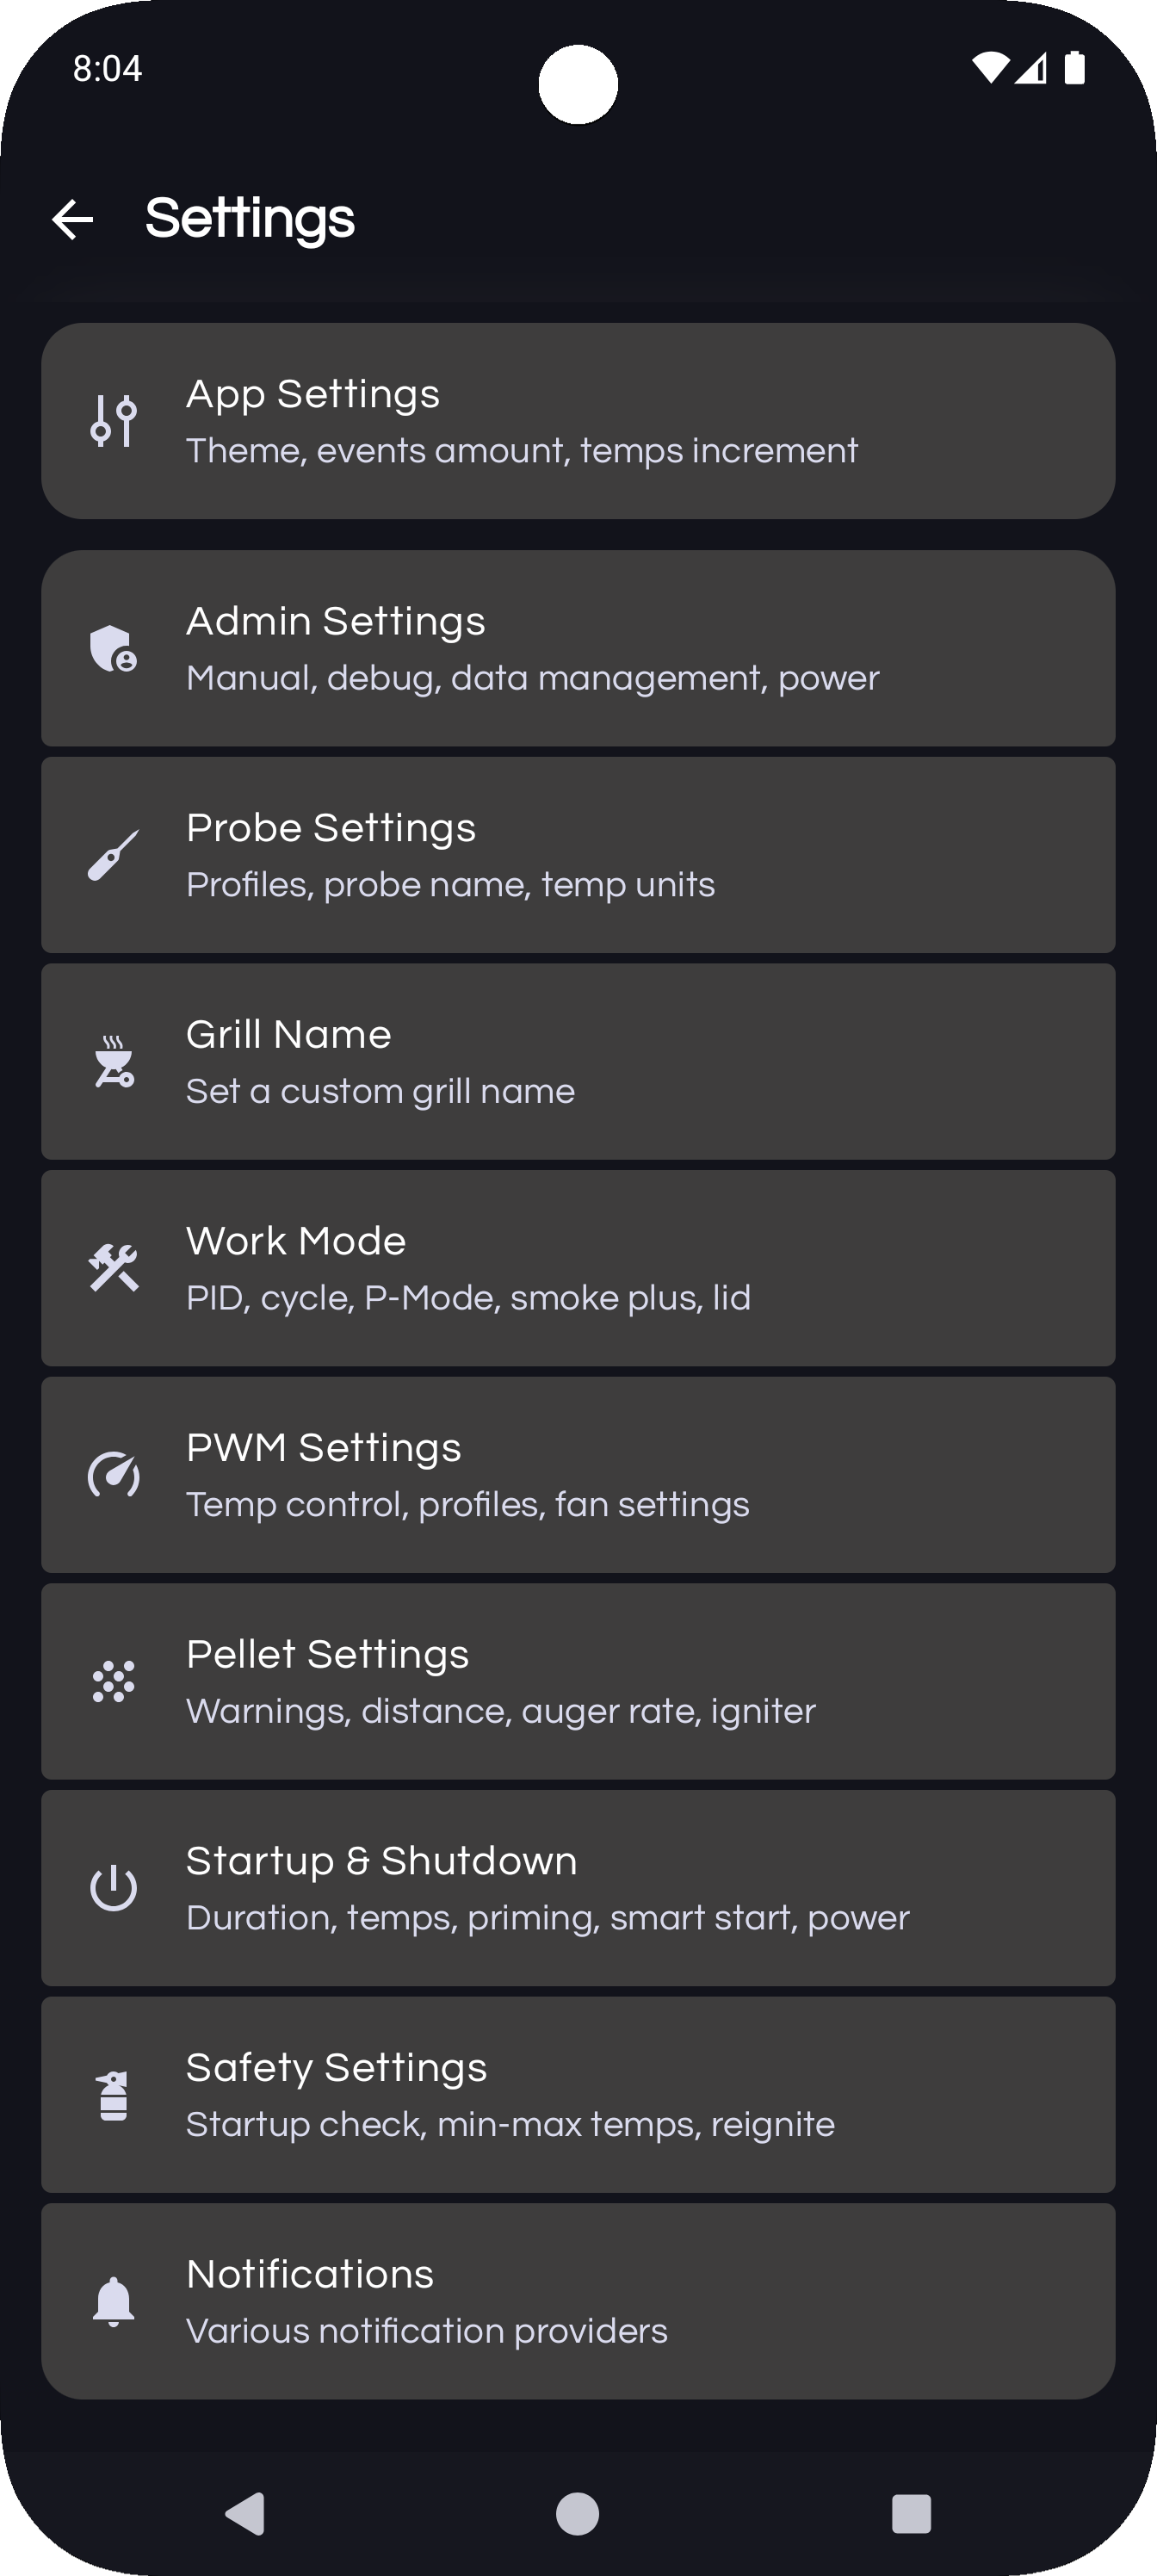 8:04
Settings
App Settings
Theme, events amount, temps increment
Admin Settings
Manual, debug, data management, power
Probe Settings
Profiles, probe name, temp units
Grill Name
Set a custom grill name
Work Mode
PID, cycle, P-Mode, smoke plus, lid
PWM Settings
Temp control, profiles, fan settings
Pellet Settings
Warnings, distance, auger rate, igniter
Startup & Shutdown
Duration, temps, priming, smart start, power
Safety Settings
Startup check, min-max temps, reignite
Notifications
Various notification providers